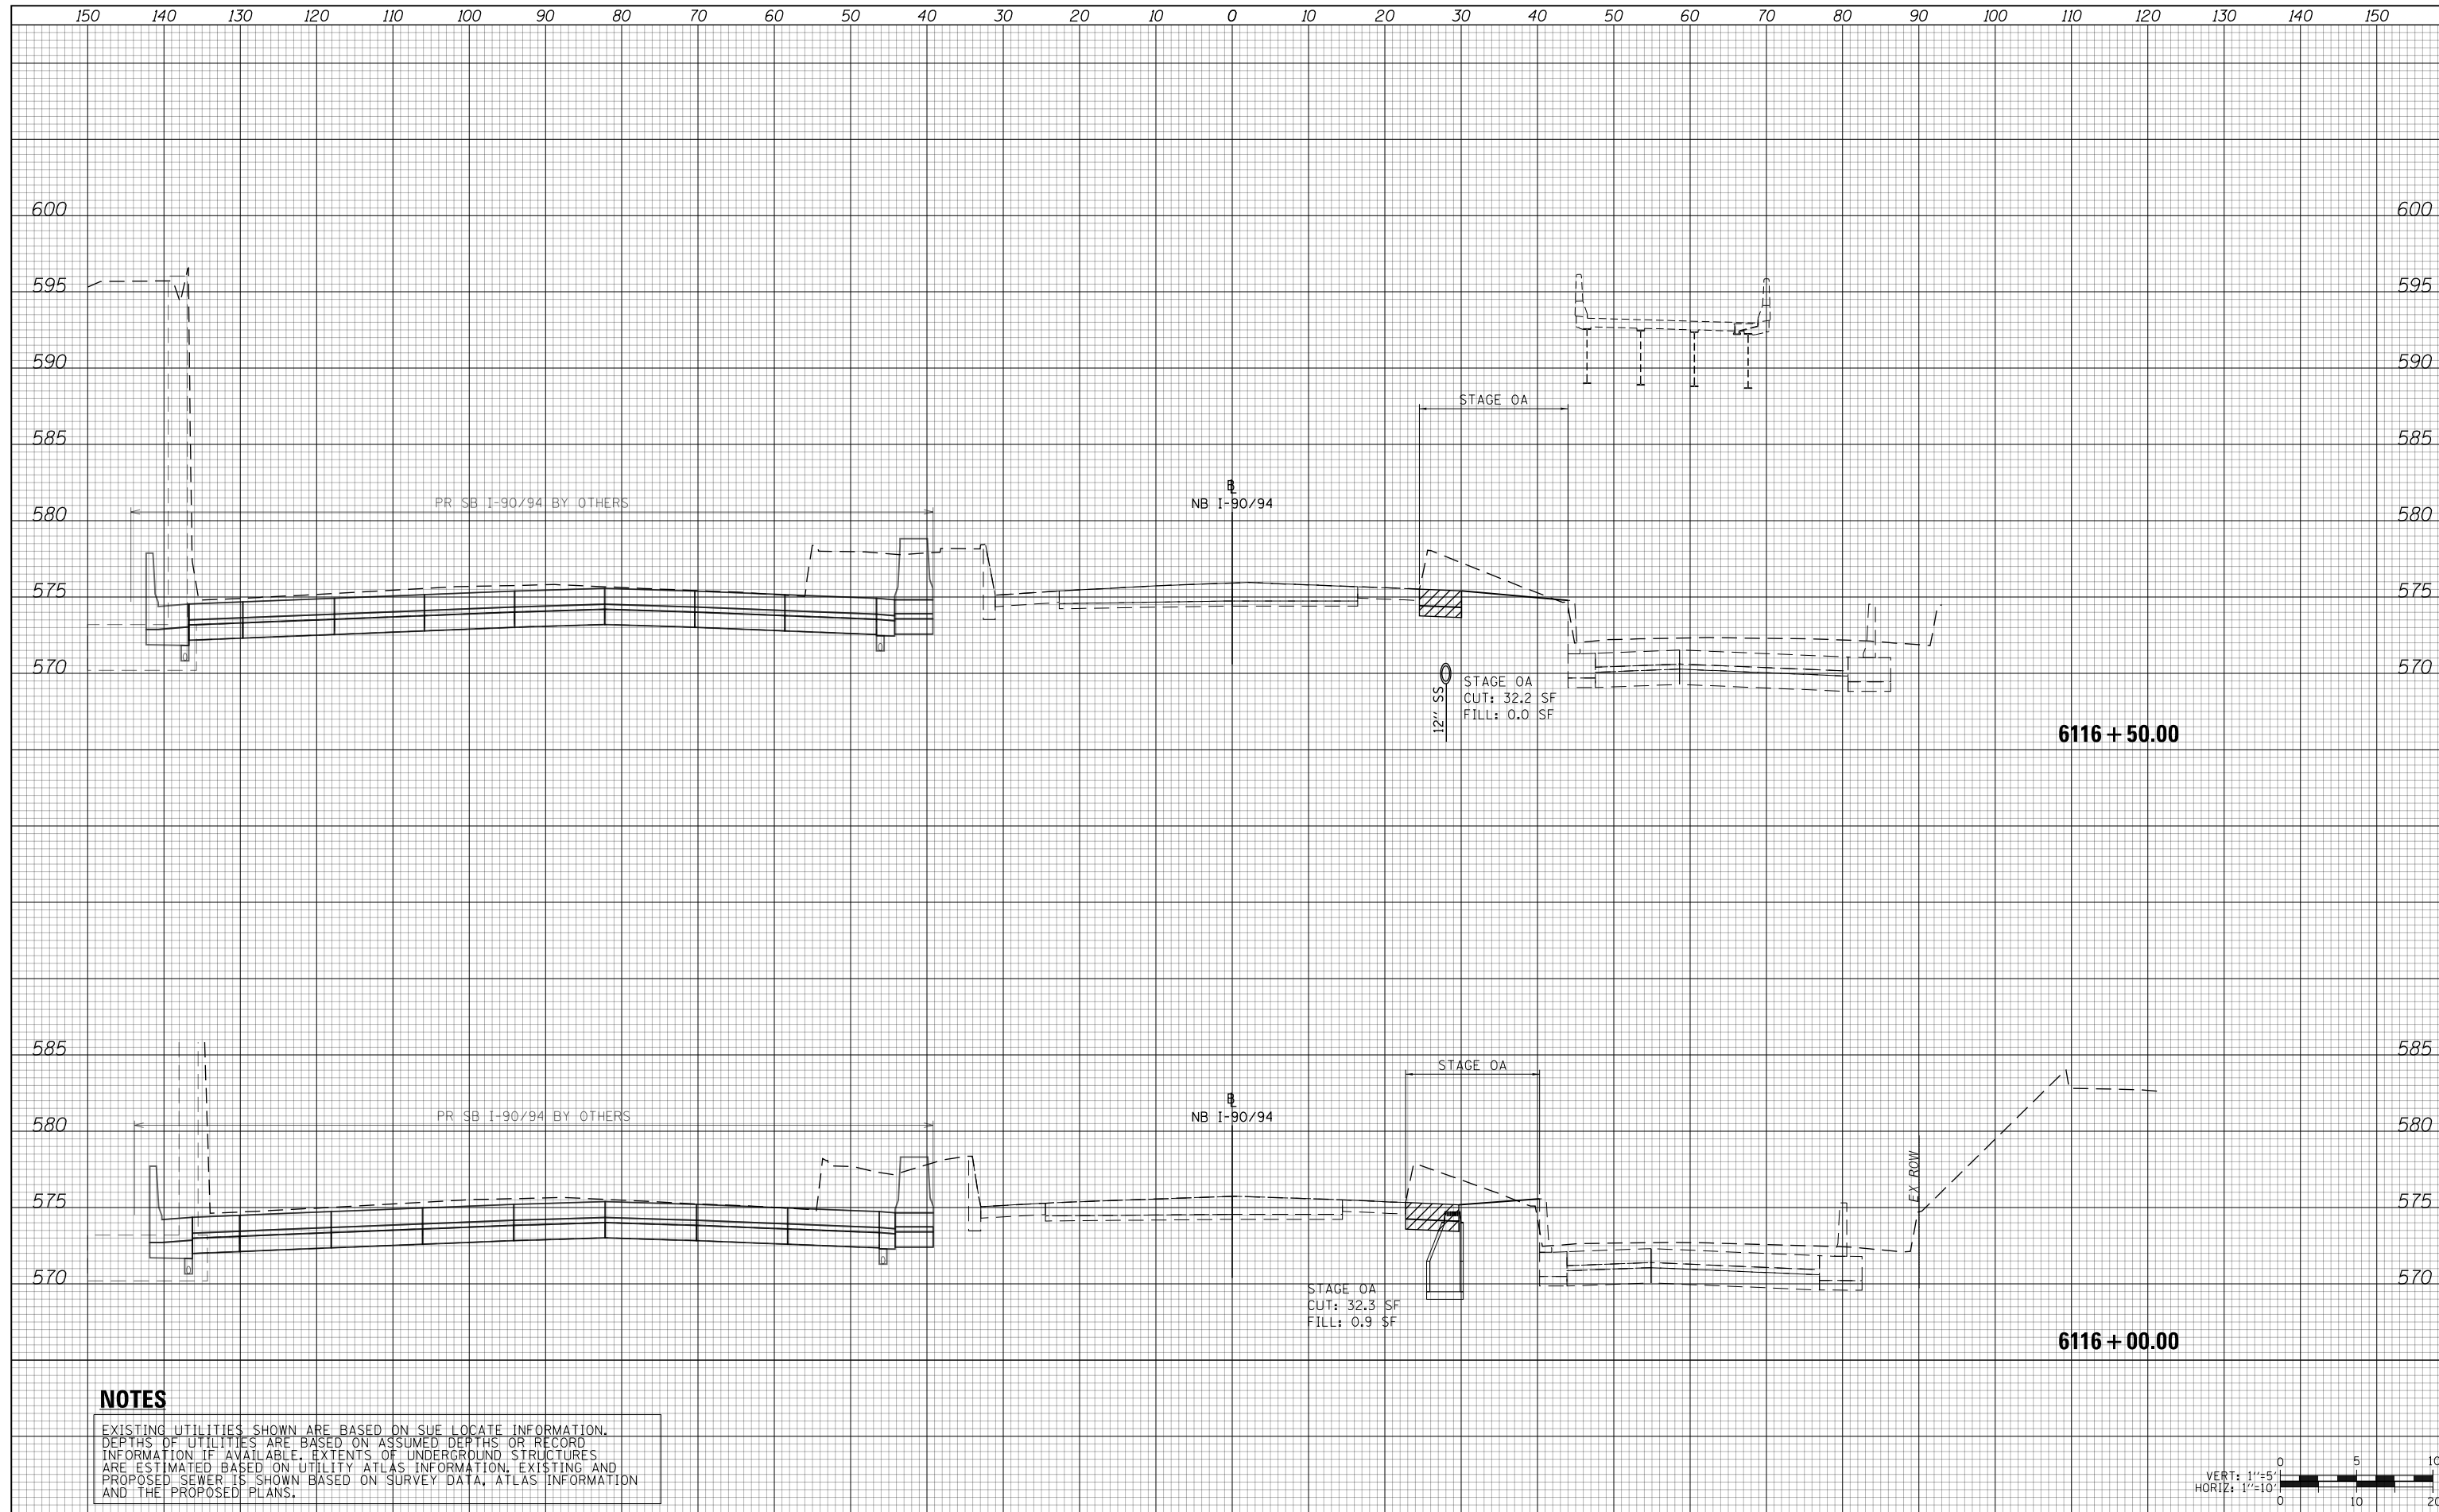 150 140 130 120 110 100 90 80 70 60 50 40 30 20 10 0 10 20 30 40 50 60 70 80 90 100 110 120 130 140 150
600 600
595 595
590 590
STAGE 0A
585 585
PR SB I-90/94 BY OTHERS
NB I-90/94
580 580
575 575
570 570
12" SS
STAGE 0A
CUT: 32.2 SF
FILL: 0.0 SF
6116+50.00
585 585
STAGE 0A
PR SB I-90/94 BY OTHERS
NB I-90/94
580 580
EX ROW
575 575
570 570
STAGE 0A
CUT: 32.3 SF
FILL: 0.9 SF
6116+00.00
NOTES
EXISTING UTILITIES SHOWN ARE BASED ON SUE LOCATE INFORMATION.
DEPTHS OF UTILITIES ARE BASED ON ASSUMED DEPTHS OR RECORD
INFORMATION IF AVAILABLE. EXTENTS OF UNDERGROUND STRUCTURES
ARE ESTIMATED BASED ON UTILITY ATLAS INFORMATION. EXISTING AND
PROPOSED SEWER IS SHOWN BASED ON SURVEY DATA, ATLAS INFORMATION
AND THE PROPOSED PLANS.
0 5 10
VERT: 1"=5'
HORIZ: 1"=10'
0 10 20